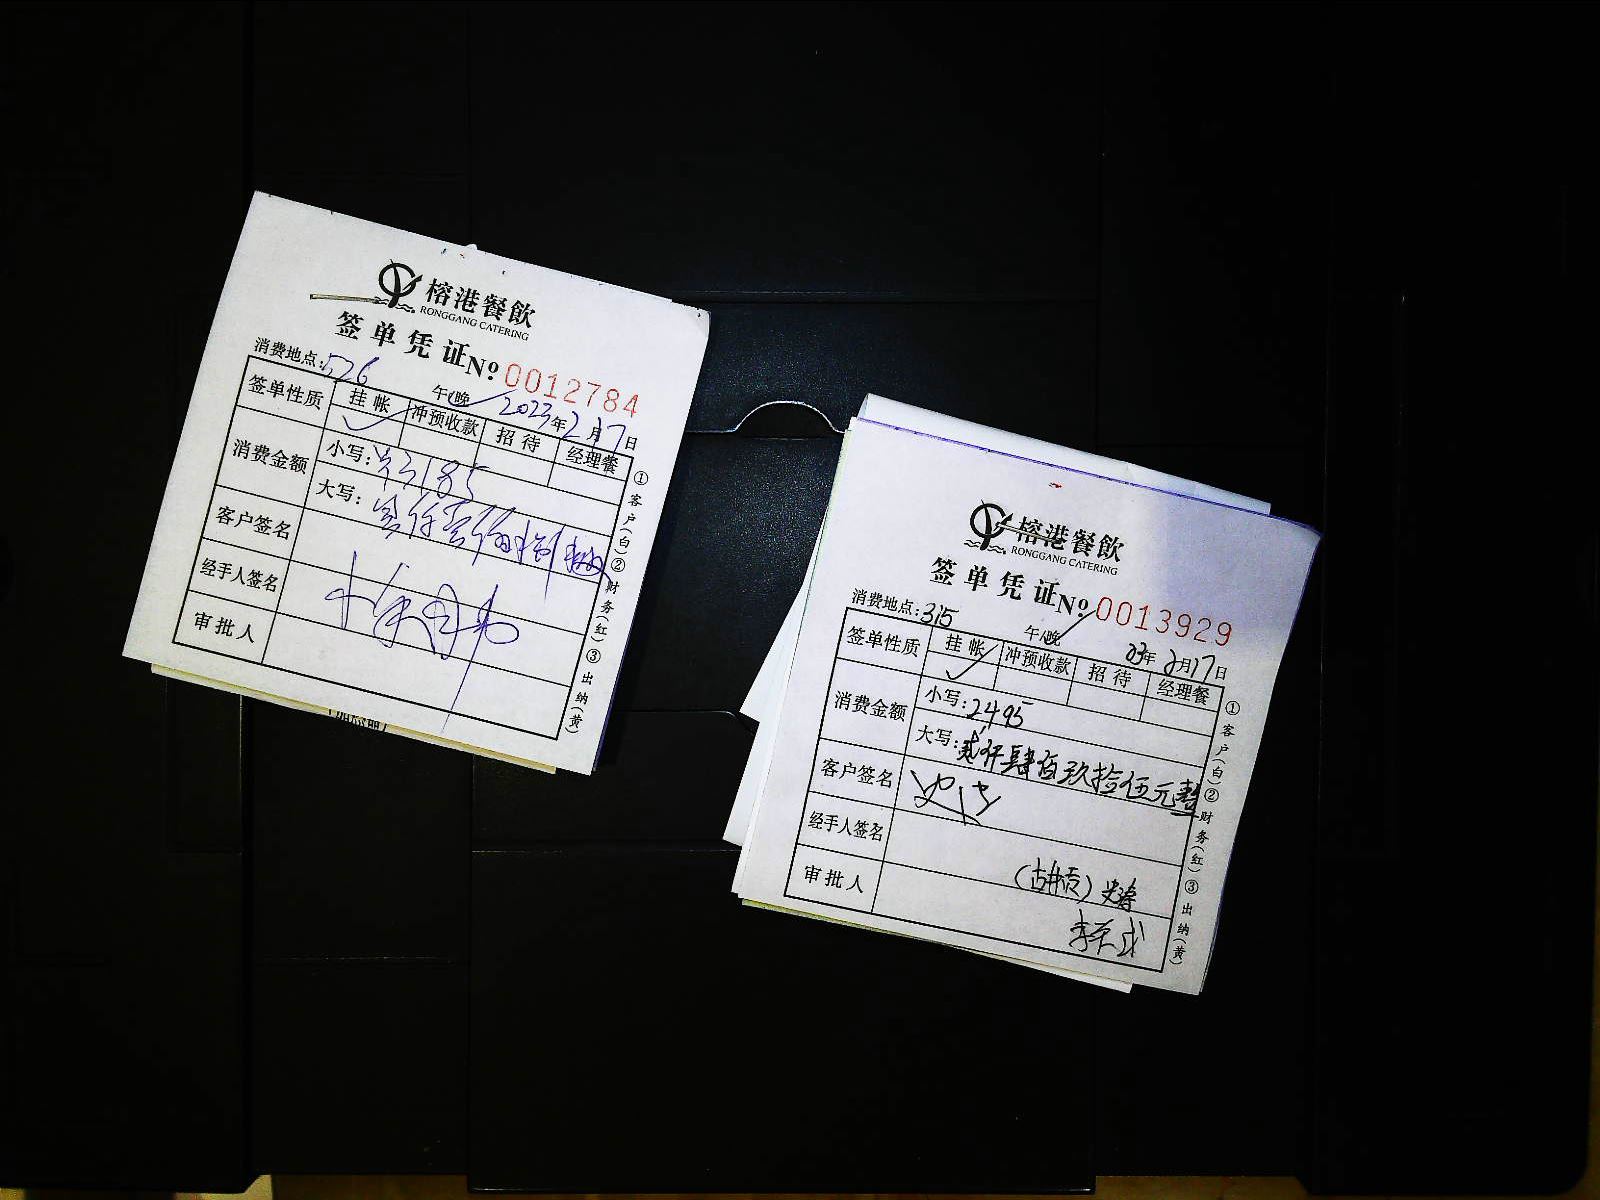 榕港餐飲
RONGGANG CATERING
签单凭证 № 0012784
消费地点:526 午/晚 2023年2月17日
签单性质 挂帐 冲预收款 招待 经理餐
消费金额 小写:
大写:
客户签名
经手人签名
审批人
①客户(白)②财务(红)③出纳(黄)
榕港餐飲
RONGGANG CATERING
签单凭证 № 0013929
消费地点:315 午/晚 23年2月17日
签单性质 挂帐 冲预收款 招待 经理餐
消费金额 小写:2495
大写:贰仟肆佰玖拾伍元整
客户签名
经手人签名
(古井贡)史涛
审批人
①客户(白)②财务(红)③出纳(黄)